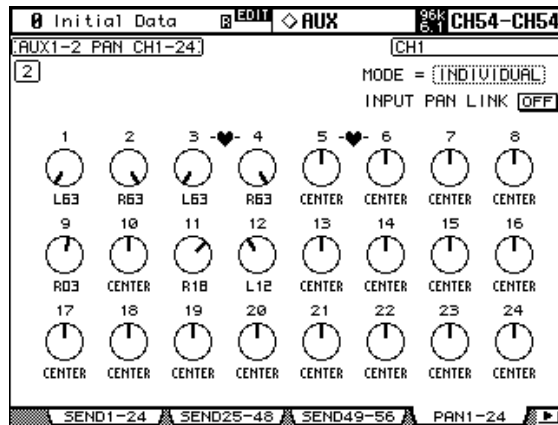 0 Initial Data B EDIT ◇AUX 96k 6.1 CH54-CH54
AUX1-2 PAN CH1-24 CH1
2 MODE = INDIVIDUAL
INPUT PAN LINK OFF
1 2 3 -♥- 4 5 -♥- 6 7 8
L63 R63 L63 R63 CENTER CENTER CENTER CENTER
9 10 11 12 13 14 15 16
R03 CENTER R18 L12 CENTER CENTER CENTER CENTER
17 18 19 20 21 22 23 24
CENTER CENTER CENTER CENTER CENTER CENTER CENTER CENTER
SEND1-24 SEND25-48 SEND49-56 PAN1-24